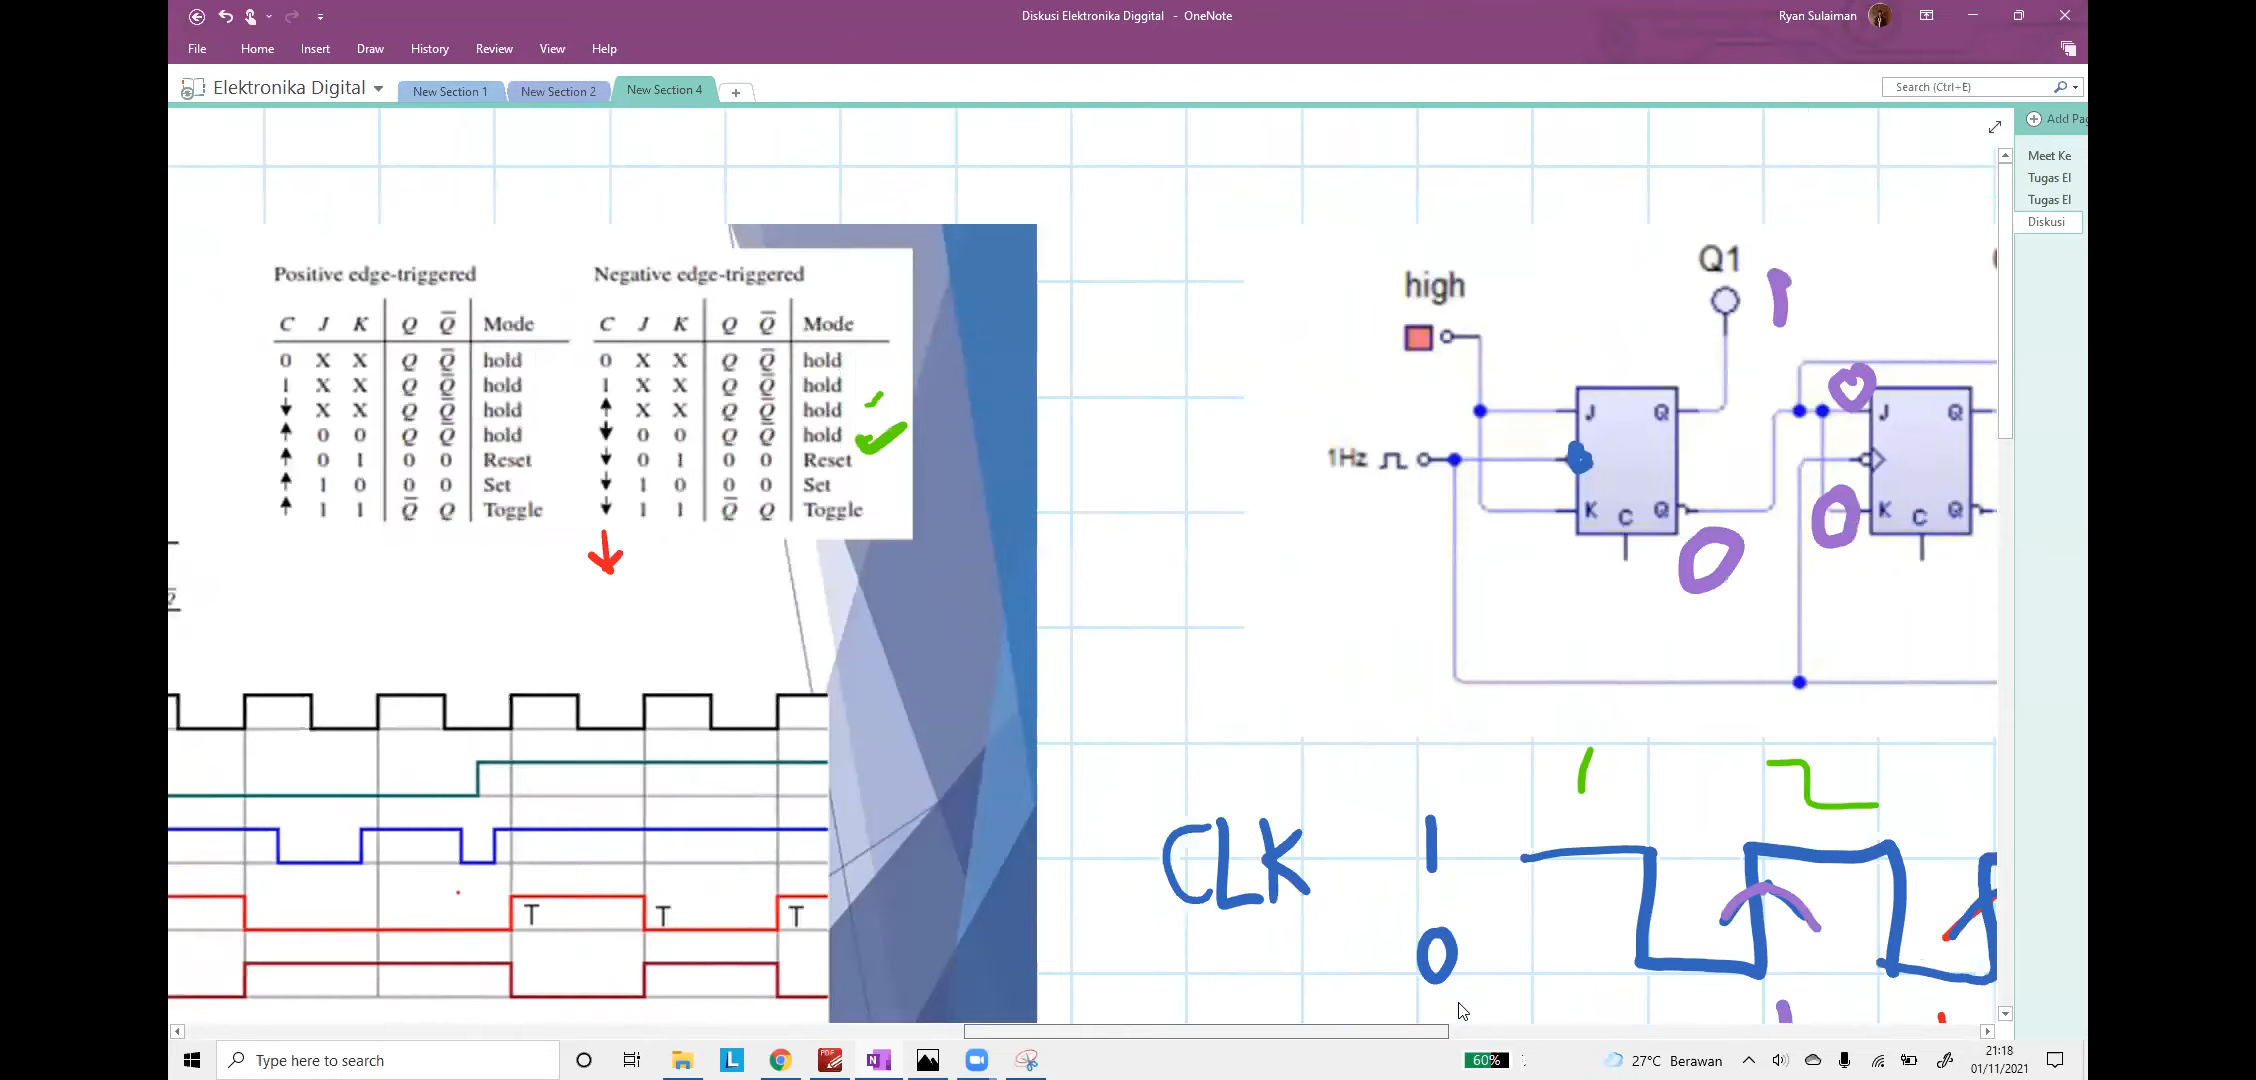 Diskusi Elektronika Diggital - OneNote
Ryan Sulaiman
File Home Insert Draw History Review View Help
Elektronika Digital
New Section 1
New Section 2
New Section 4
Search (Ctrl+E)
Add Pag
Meet Ke
Tugas El
Tugas El
Diskusi
Positive edge-triggered
C J K Q Q̅ Mode
0 X X Q Q̅ hold
1 X X Q Q̅ hold
↓ X X Q Q̅ hold
↑ 0 0 Q Q̅ hold
↑ 0 1 0 0 Reset
↑ 1 0 0 0 Set
↑ 1 1 Q̅ Q Toggle
Negative edge-triggered
C J K Q Q̅ Mode
0 X X Q Q̅ hold
1 X X Q Q̅ hold
↑ X X Q Q̅ hold
↓ 0 0 Q Q̅ hold
↓ 0 1 0 0 Reset
↓ 1 0 0 0 Set
↓ 1 1 Q̅ Q Toggle
T T T
high
Q1
1
1Hz
J Q
K C Q
0
0
0
J Q
K C Q
1
CLK
1
0
Type here to search
60%
27°C Berawan
21:18
01/11/2021